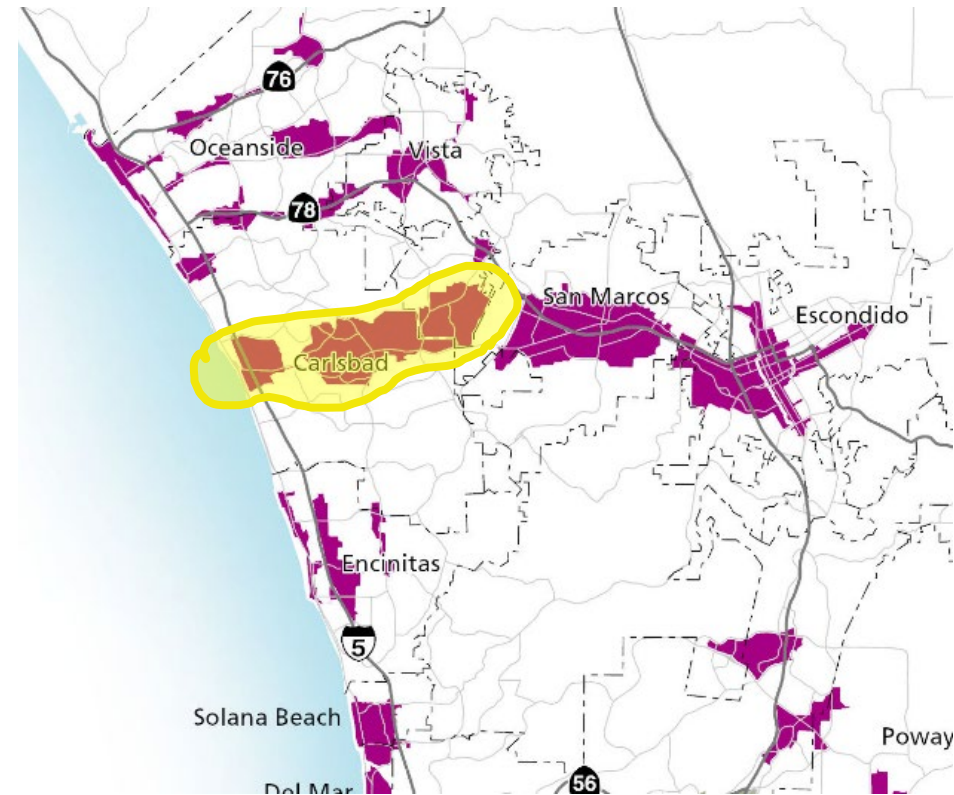 76
Oceanside
Vista
78
San Marcos
Escondido
Carlsbad
Encinitas
5
Solana Beach
Poway
56
Del Mar